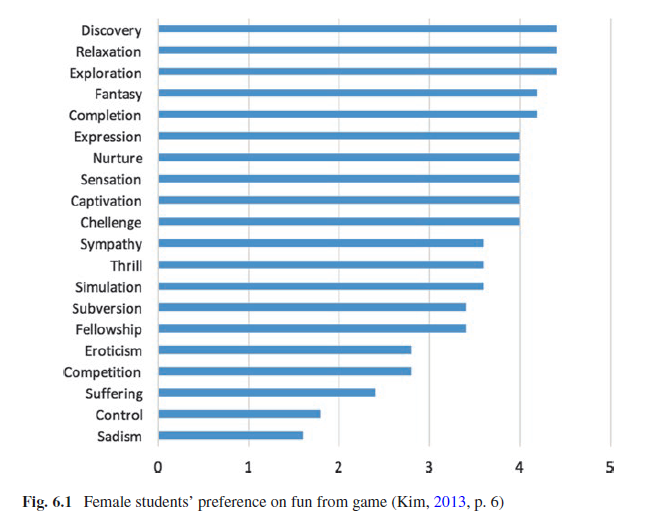 Discovery
Relaxation
Exploration
Fantasy
Completion
Expression
Nurture
Sensation
Captivation
Chellenge
Sympathy
Thrill
Simulation
Subversion
Fellowship
Eroticism
Competition
Suffering
Control
Sadism
0 1 2 3 4 5
Fig. 6.1 Female students’ preference on fun from game (Kim, 2013, p. 6)